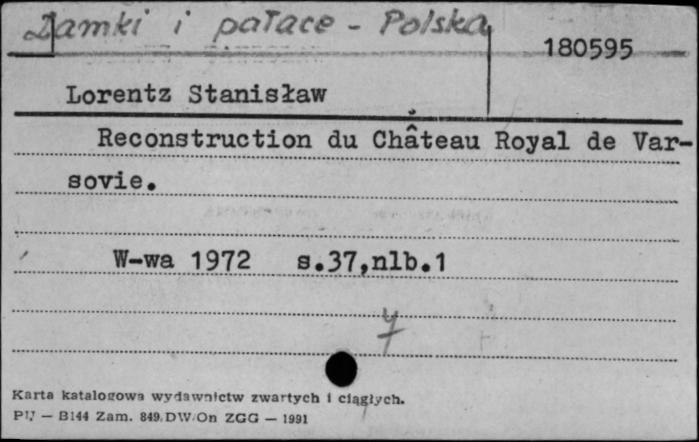 Zamki i pałace - Polska
180595
Lorentz Stanisław
Reconstruction du Château Royal de Var-
sovie.
W-wa 1972 s.37,nlb.1
Karta katalogowa wydawnictw zwartych i ciągłych.
PU — B144 Zam. 849. DW/On ZGG — 1991